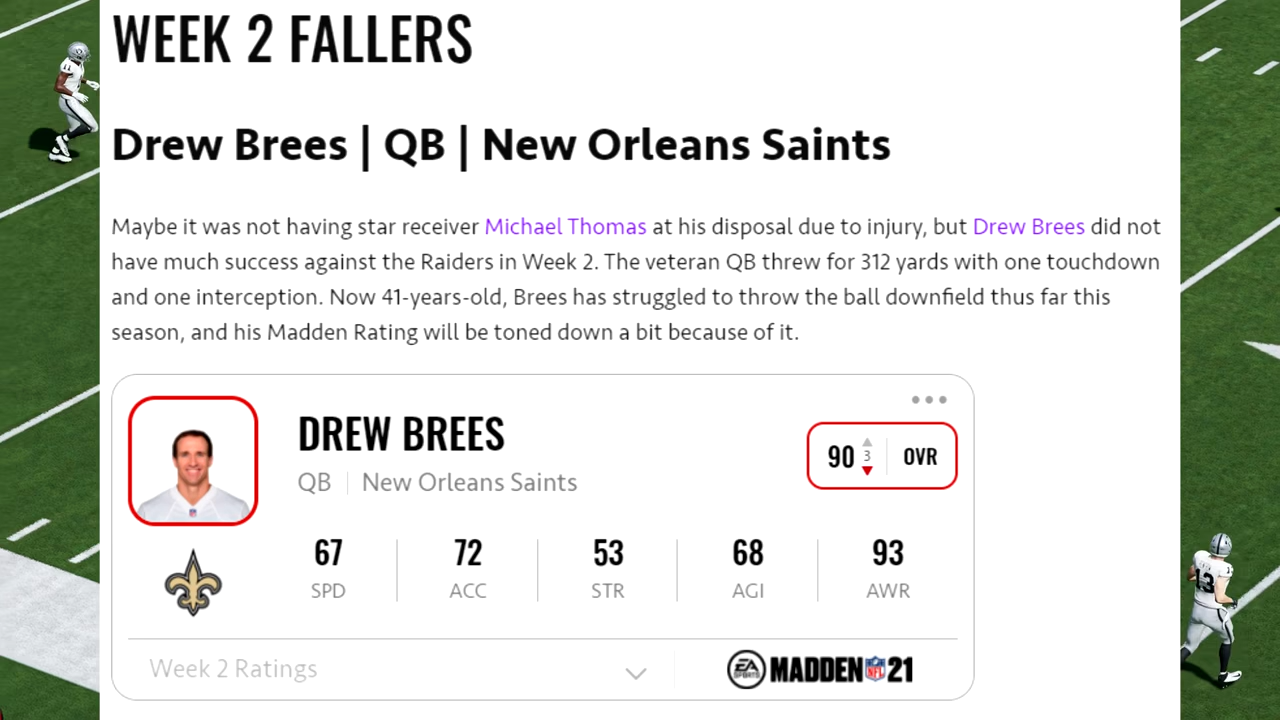 WEEK 2 FALLERS
Drew Brees | QB | New Orleans Saints
Maybe it was not having star receiver Michael Thomas at his disposal due to injury, but Drew Brees did not
have much success against the Raiders in Week 2. The veteran QB threw for 312 yards with one touchdown
and one interception. Now 41-years-old, Brees has struggled to throw the ball downfield thus far this
season, and his Madden Rating will be toned down a bit because of it.
DREW BREES
QB | New Orleans Saints
90 3 OVR
67 72 53 68 93
SPD ACC STR AGI AWR
Week 2 Ratings
EA SPORTS MADDEN NFL 21
11
13